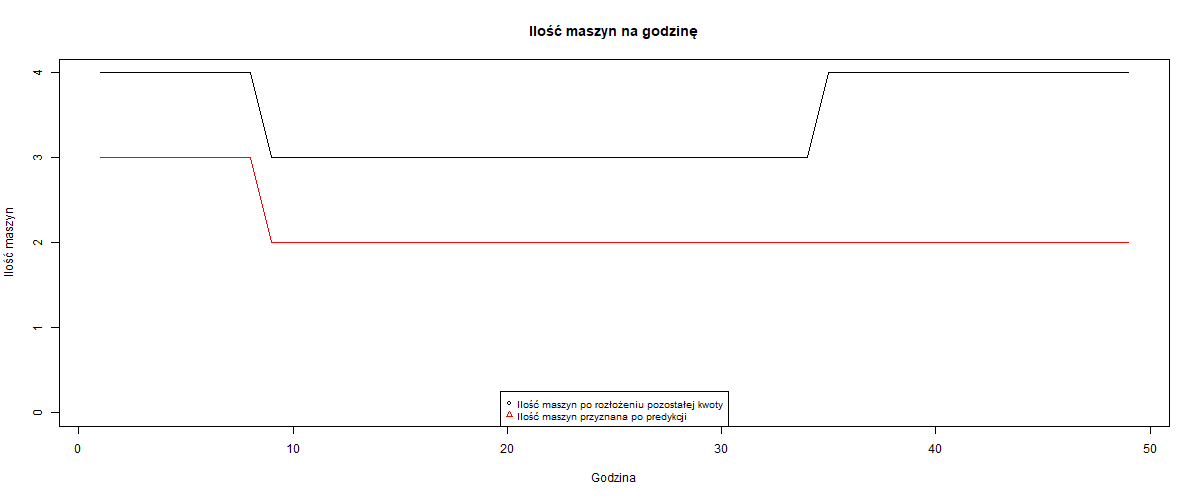 Ilość maszyn na godzinę
4
3
2
1
0
Ilość maszyn
Ilość maszyn po rozłożeniu pozostałej kwoty
Ilość maszyn przyznana po predykcji
0 10 20 30 40 50
Godzina